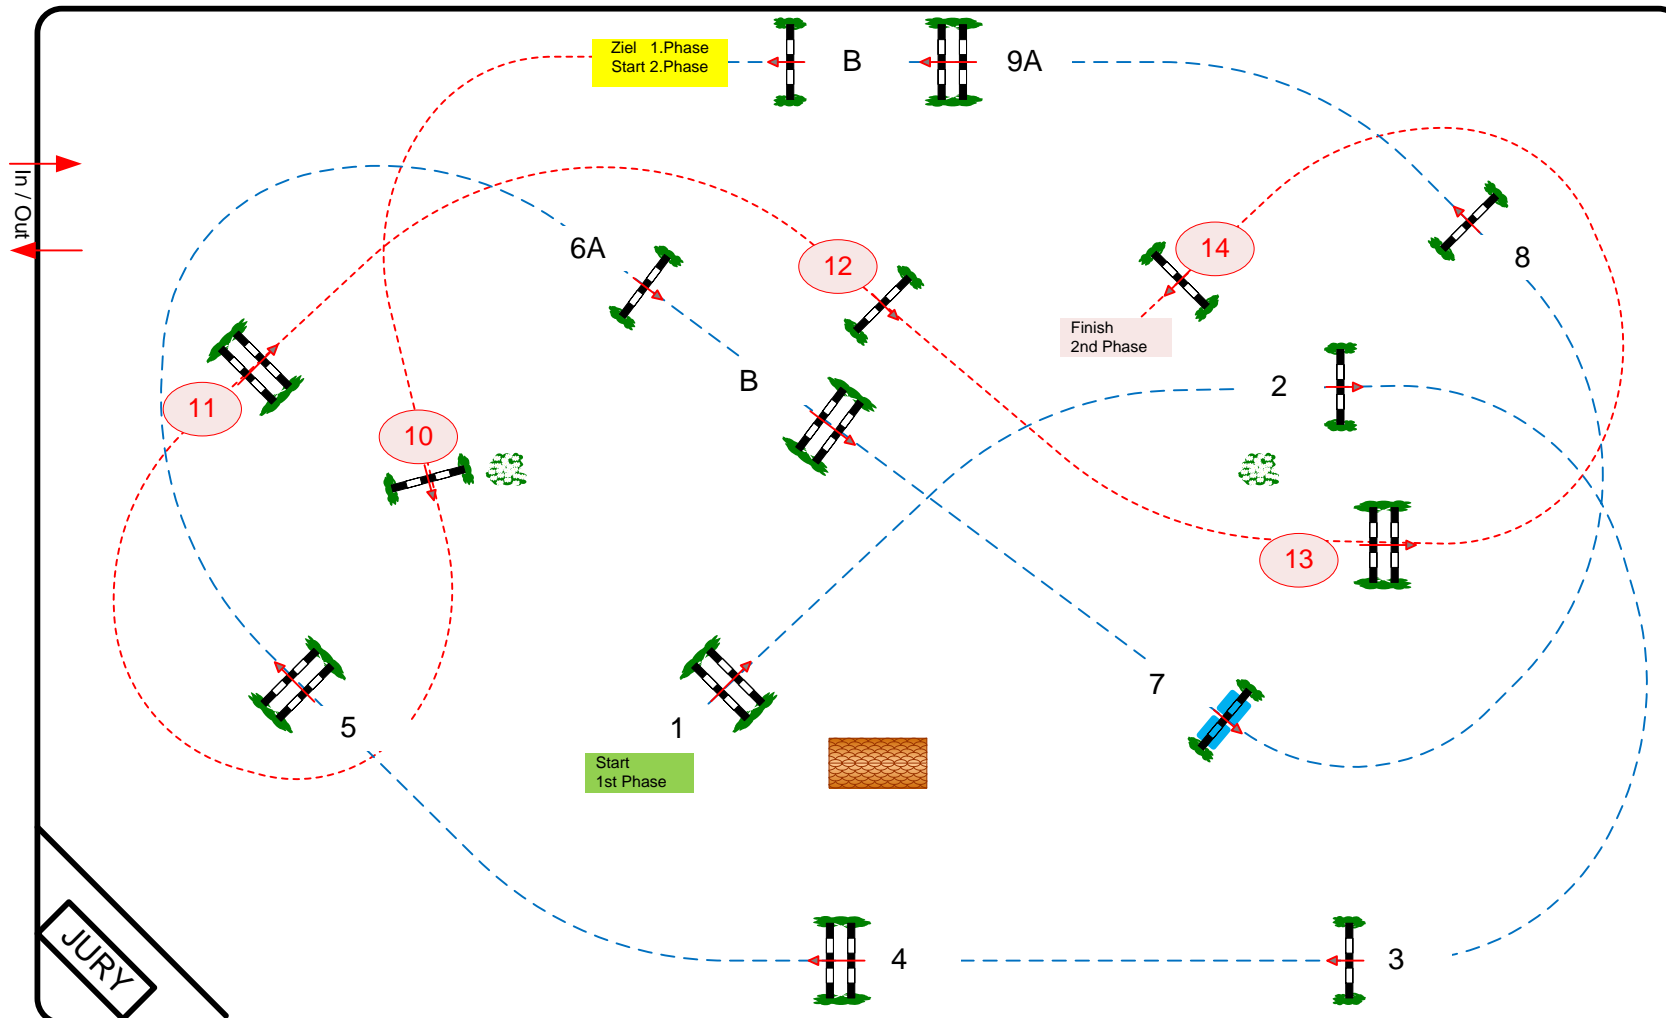 Ziel 1.Phase
Start 2.Phase
B
9A
In / Out
6A
12
14
8
Finish
2nd Phase
B
2
11
10
13
5
1
7
Start
1st Phase
JURY
4
3